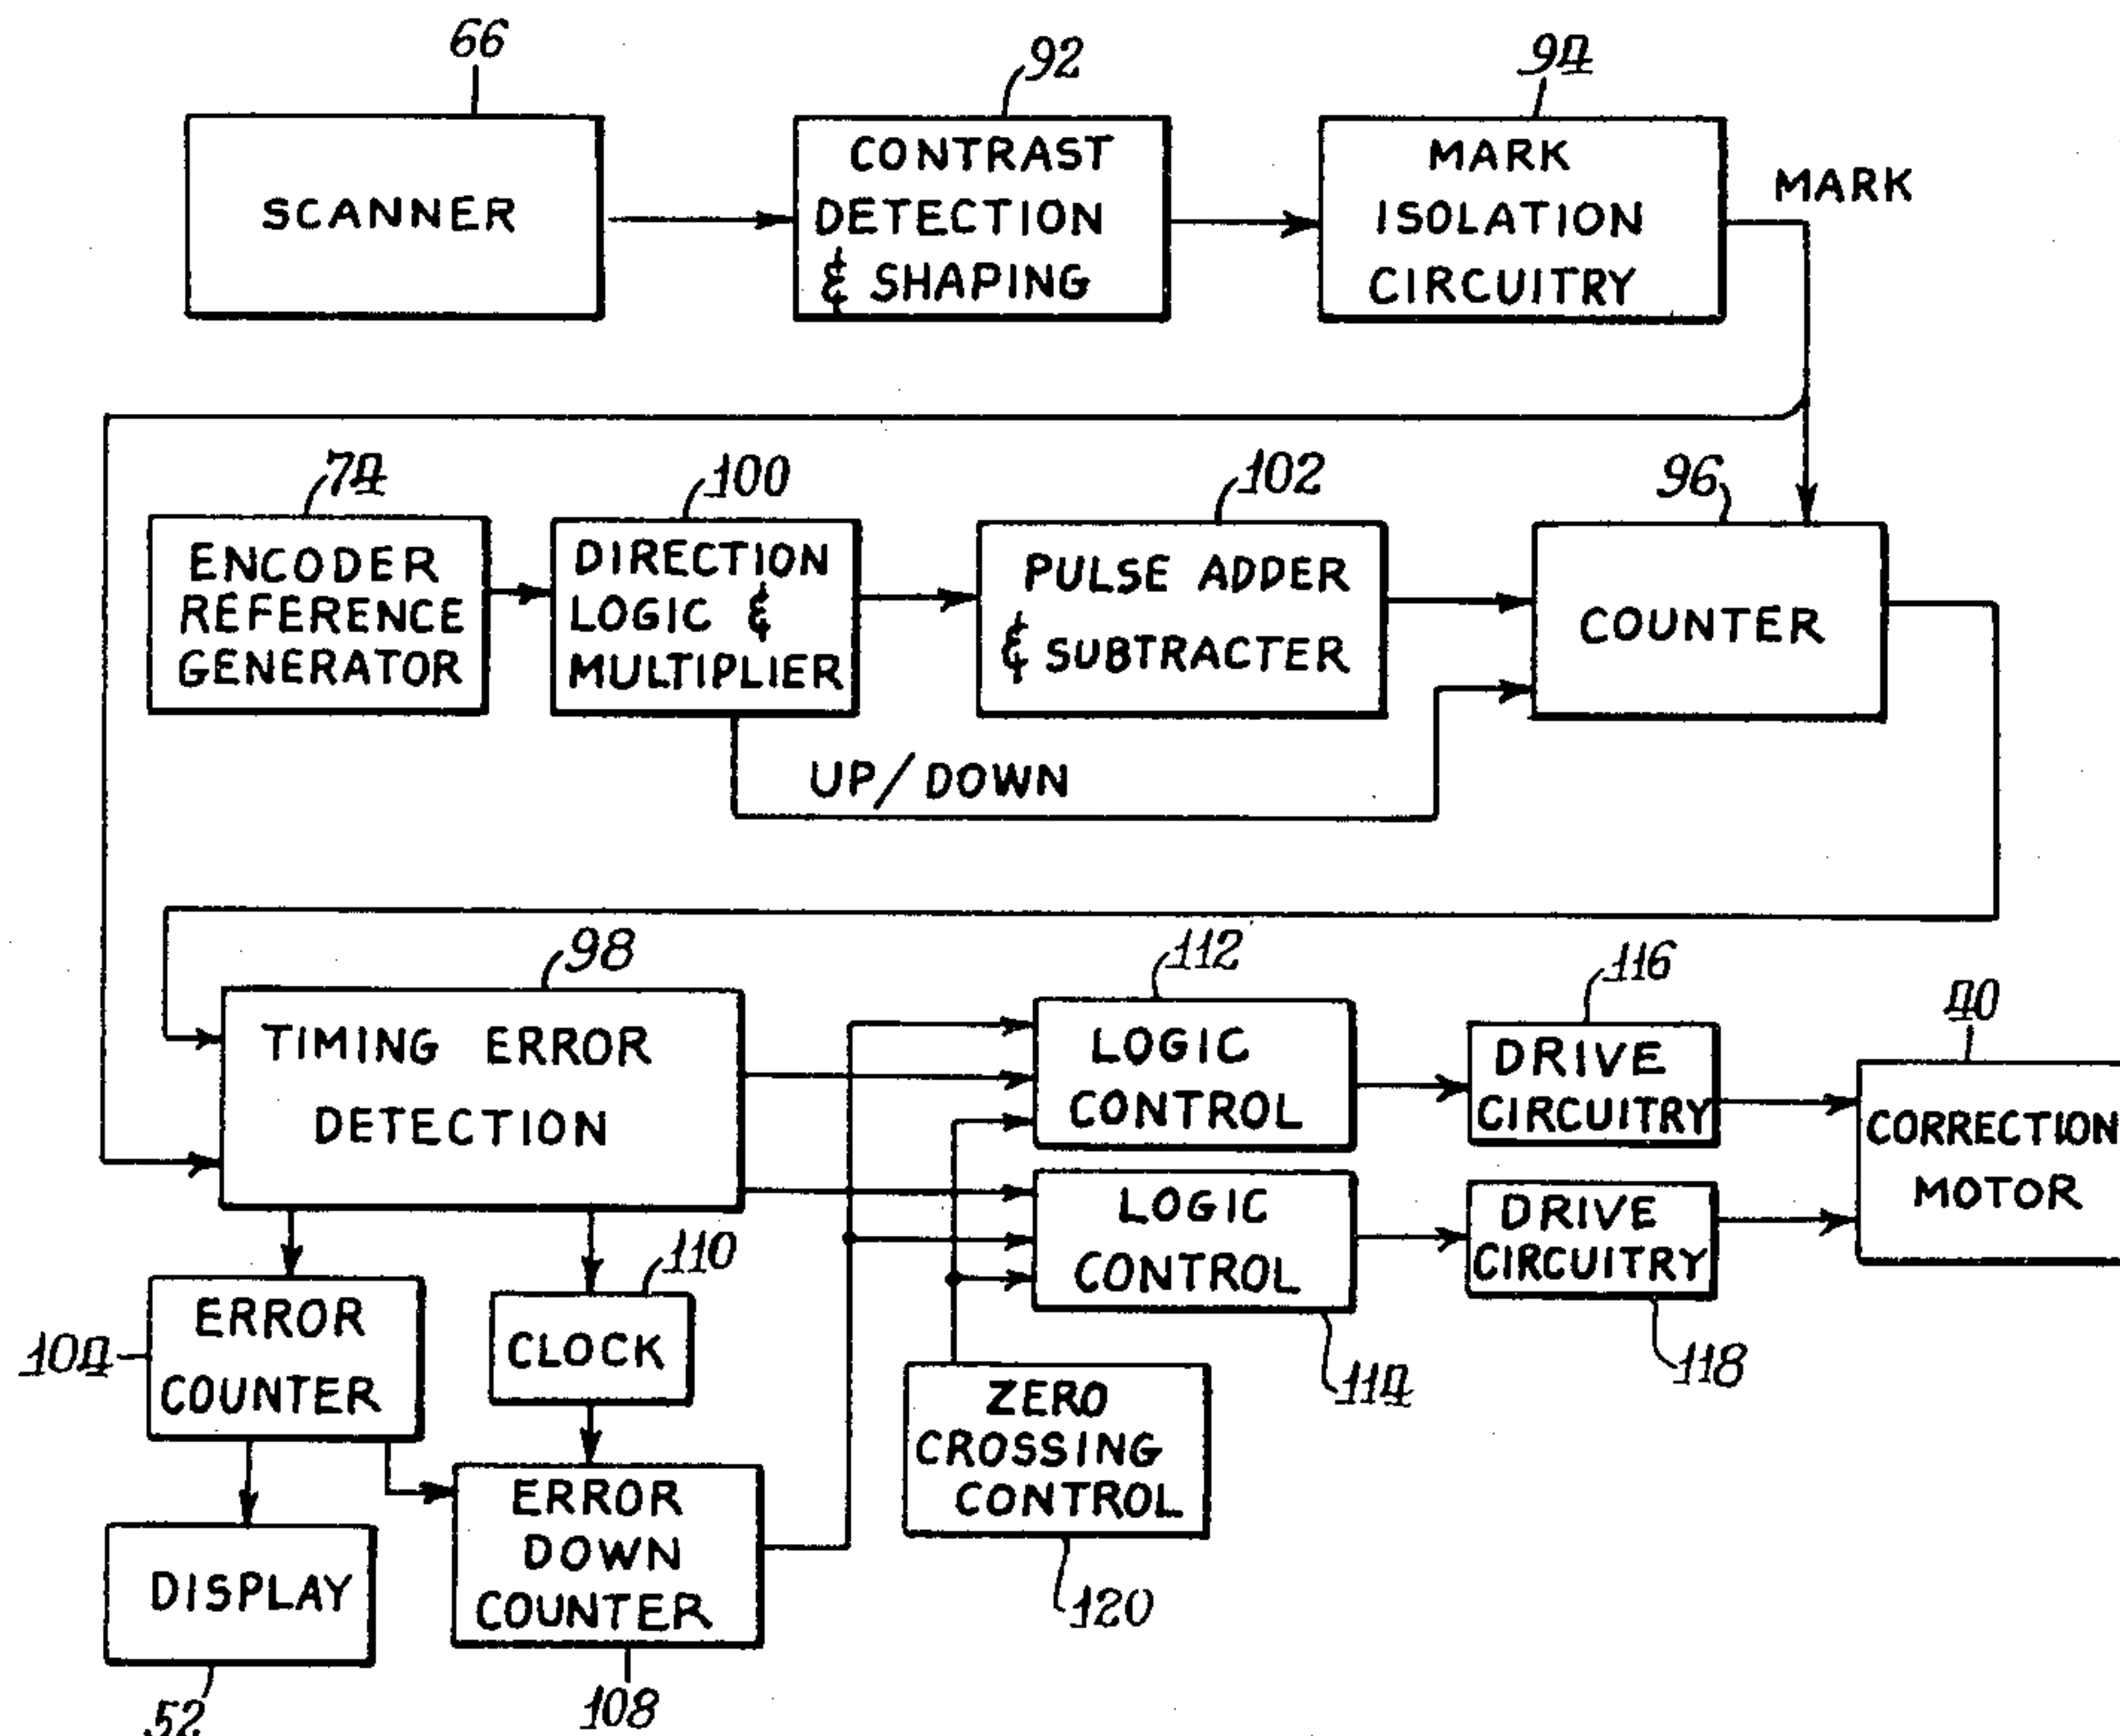 66
92
94
SCANNER
CONTRAST
DETECTION
& SHAPING
MARK
ISOLATION
CIRCUITRY
MARK
74
100
102
96
ENCODER
REFERENCE
GENERATOR
DIRECTION
LOGIC &
MULTIPLIER
PULSE ADDER
& SUBTRACTER
COUNTER
UP/DOWN
98
112
116
40
TIMING ERROR
DETECTION
LOGIC
CONTROL
DRIVE
CIRCUITRY
CORRECTION
MOTOR
LOGIC
CONTROL
DRIVE
CIRCUITRY
110
104
ERROR
COUNTER
CLOCK
114
118
ZERO
CROSSING
CONTROL
120
DISPLAY
52
ERROR
DOWN
COUNTER
108